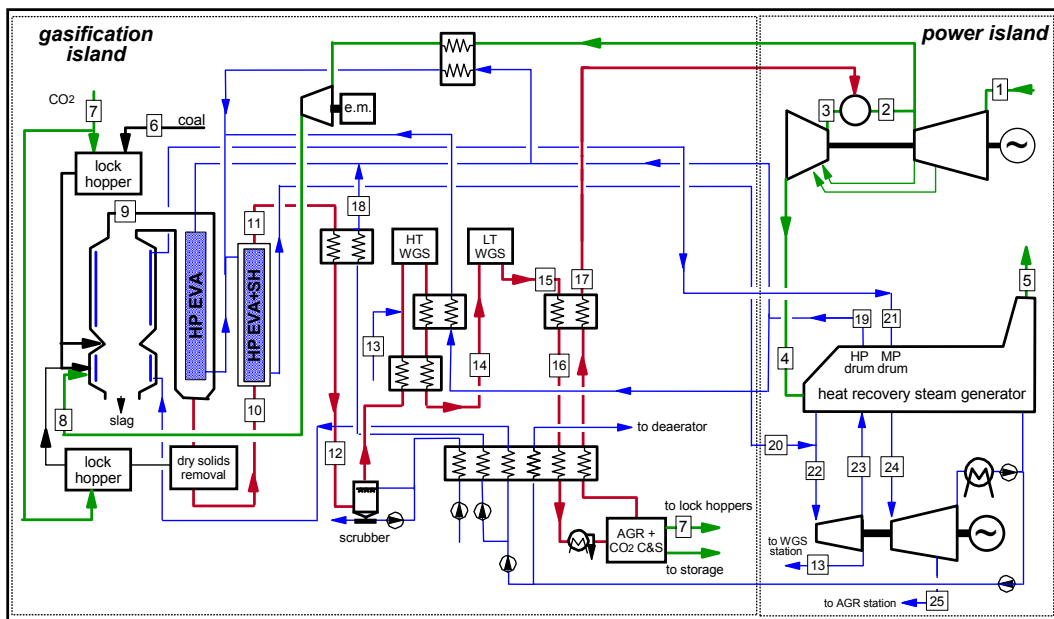 gasification
island
power island
CO2
7
6
coal
lock
hopper
e.m.
3
2
1
~
9
11
18
HP EVA
HP EVA+SH
HT
WGS
LT
WGS
15
17
5
13
14
16
4
19
21
HP
drum
MP
drum
heat recovery steam generator
slag
8
10
12
lock
hopper
dry solids
removal
scrubber
to deaerator
20
22
23
24
AGR +
CO2 C&S
to lock hoppers
7
to storage
~
to WGS
station
13
to AGR station
25